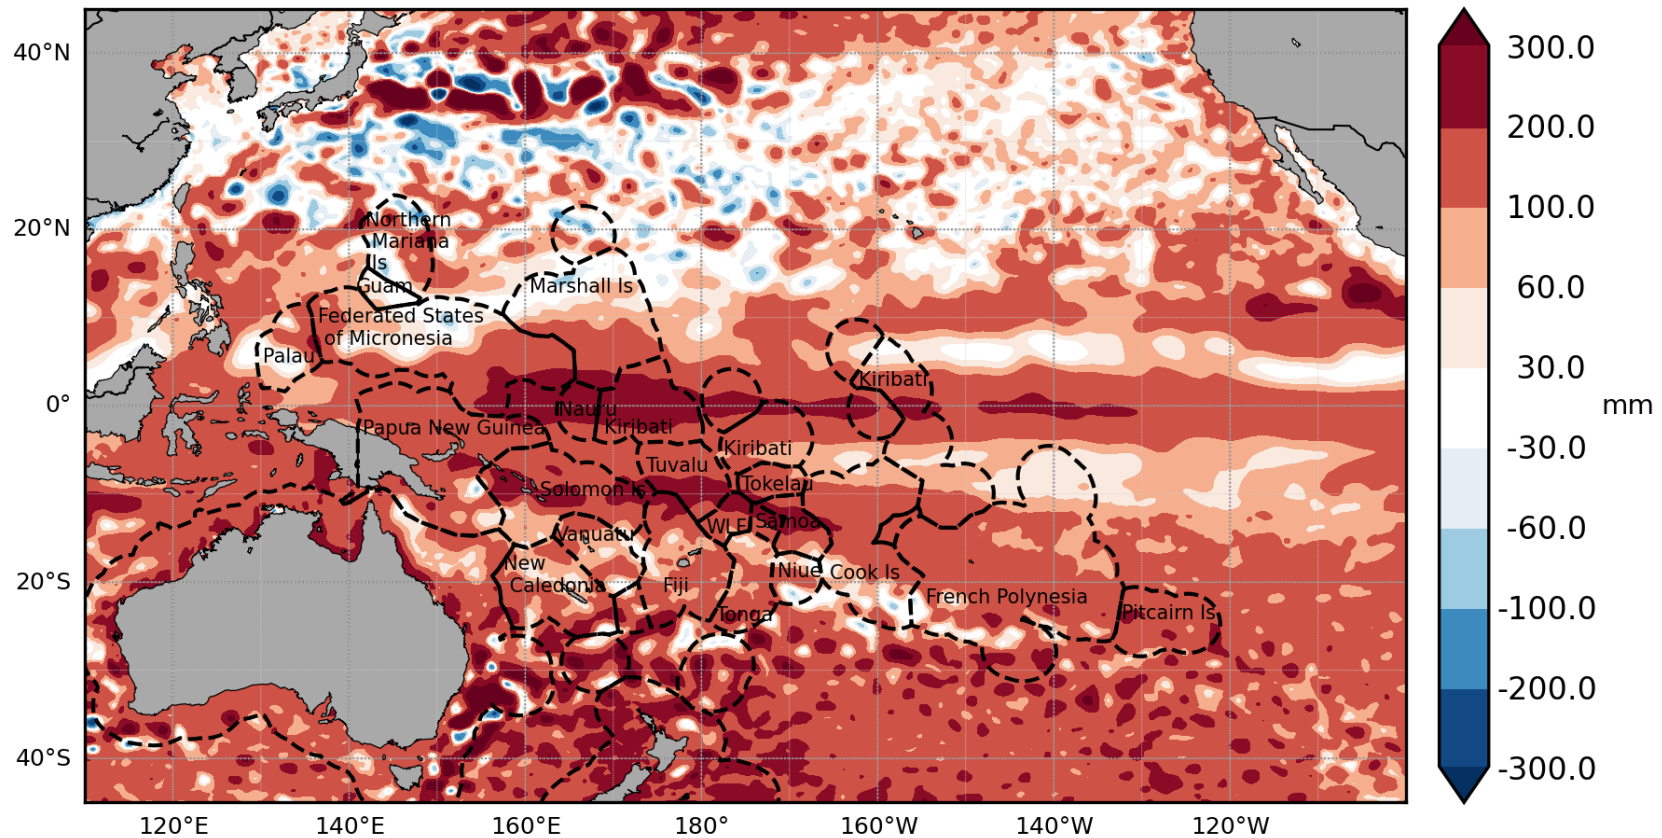 40°N
20°N
0°
20°S
40°S
120°E
140°E
160°E
180°
160°W
140°W
120°W
Northern
Mariana
Is
Guam
Marshall Is
Federated States
of Micronesia
Palau
Kiribati
Nauru
Papua New Guinea
Kiribati
Kiribati
Tuvalu
Tokelau
Solomon Is
WLF
Samoa
Vanuatu
New
Caledonia
Fiji
Niue
Cook Is
Tonga
French Polynesia
Pitcairn Is
300.0
200.0
100.0
60.0
30.0
-30.0
-60.0
-100.0
-200.0
-300.0
mm